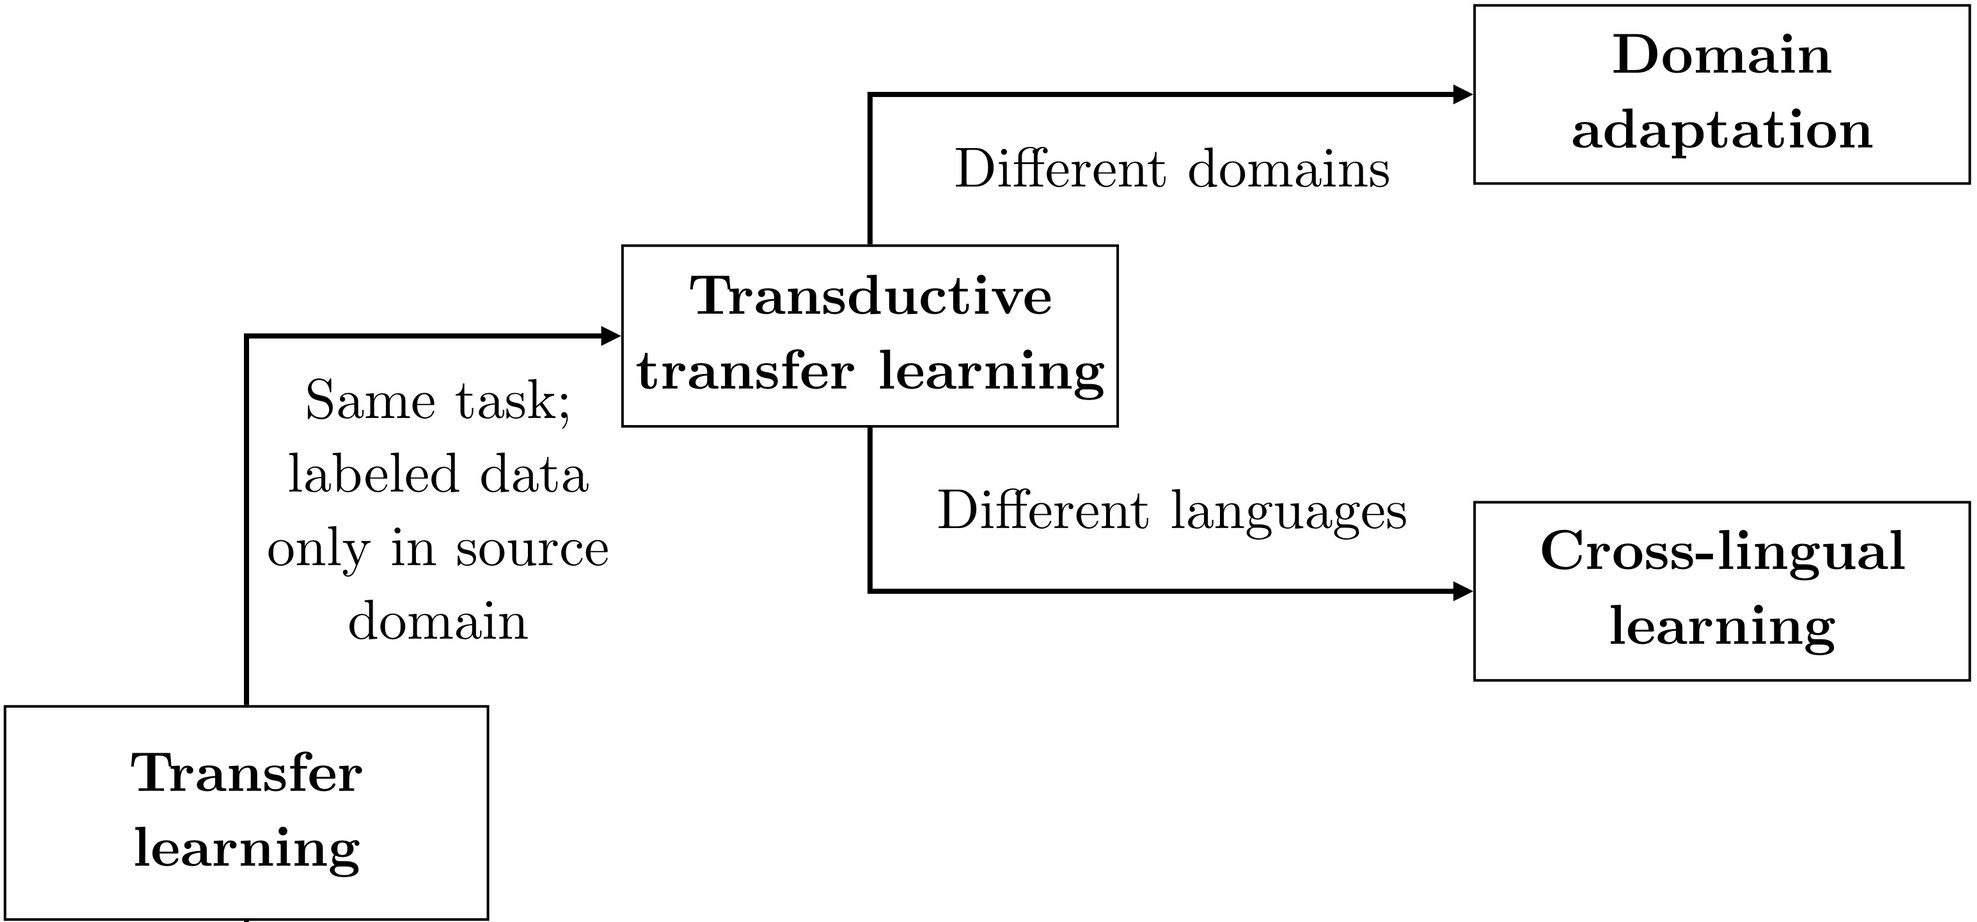 Domain
adaptation
Different domains
Transductive
transfer learning
Same task;
labeled data
only in source
domain
Different languages
Cross-lingual
learning
Transfer
learning